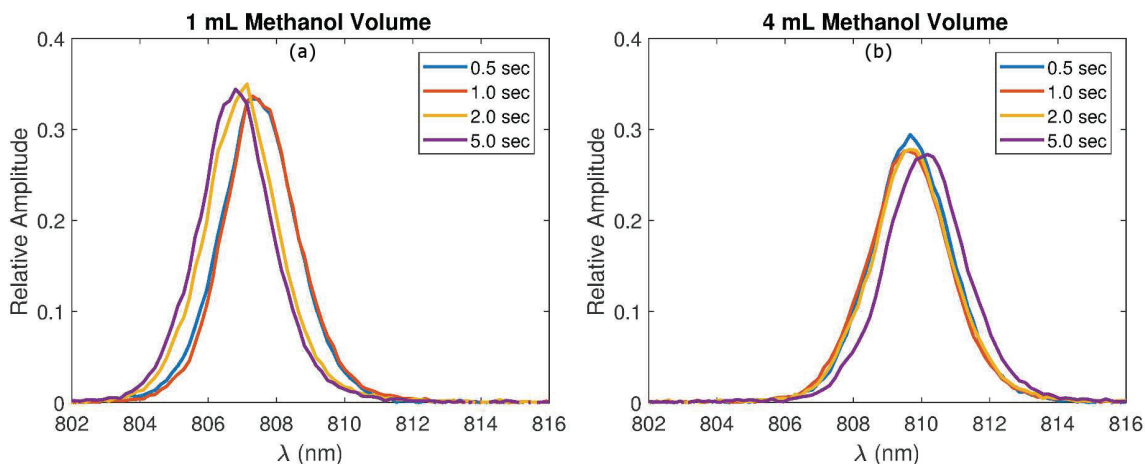 1 mL Methanol Volume
(a)
0.5 sec
1.0 sec
2.0 sec
5.0 sec
Relative Amplitude
0.4
0.3
0.2
0.1
0
802 804 806 808 810 812 814 816
λ (nm)
4 mL Methanol Volume
(b)
0.5 sec
1.0 sec
2.0 sec
5.0 sec
Relative Amplitude
0.4
0.3
0.2
0.1
0
802 804 806 808 810 812 814 816
λ (nm)